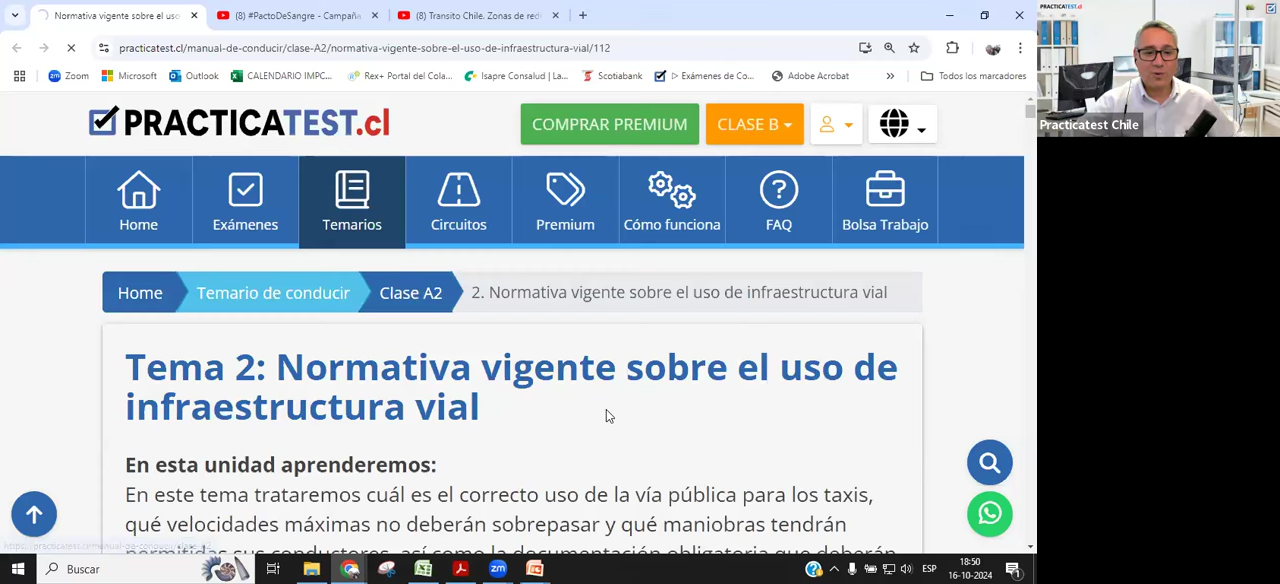 Normativa vigente sobre el uso
(8) #PactoDeSangre - Campaña
(8) Transito Chile. Zonas de red
practicatest.cl/manual-de-conducir/clase-A2/normativa-vigente-sobre-el-uso-de-infraestructura-vial/112
Zoom
Microsoft
Outlook
CALENDARIO IMPC...
Rex+ Portal del Cola...
Isapre Consalud | La...
Scotiabank
▷ Exámenes de Co...
Adobe Acrobat
»
Todos los marcadores
PRACTICATEST.cl
Practicatest Chile
PRACTICATEST.cl
COMPRAR PREMIUM
CLASE B
Home
Exámenes
Temarios
Circuitos
Premium
Cómo funciona
FAQ
Bolsa Trabajo
Home
Temario de conducir
Clase A2
2. Normativa vigente sobre el uso de infraestructura vial
Tema 2: Normativa vigente sobre el uso de
infraestructura vial
En esta unidad aprenderemos:
En este tema trataremos cuál es el correcto uso de la vía pública para los taxis,
qué velocidades máximas no deberán sobrepasar y qué maniobras tendrán
Buscar
ESP
18:50
16-10-2024